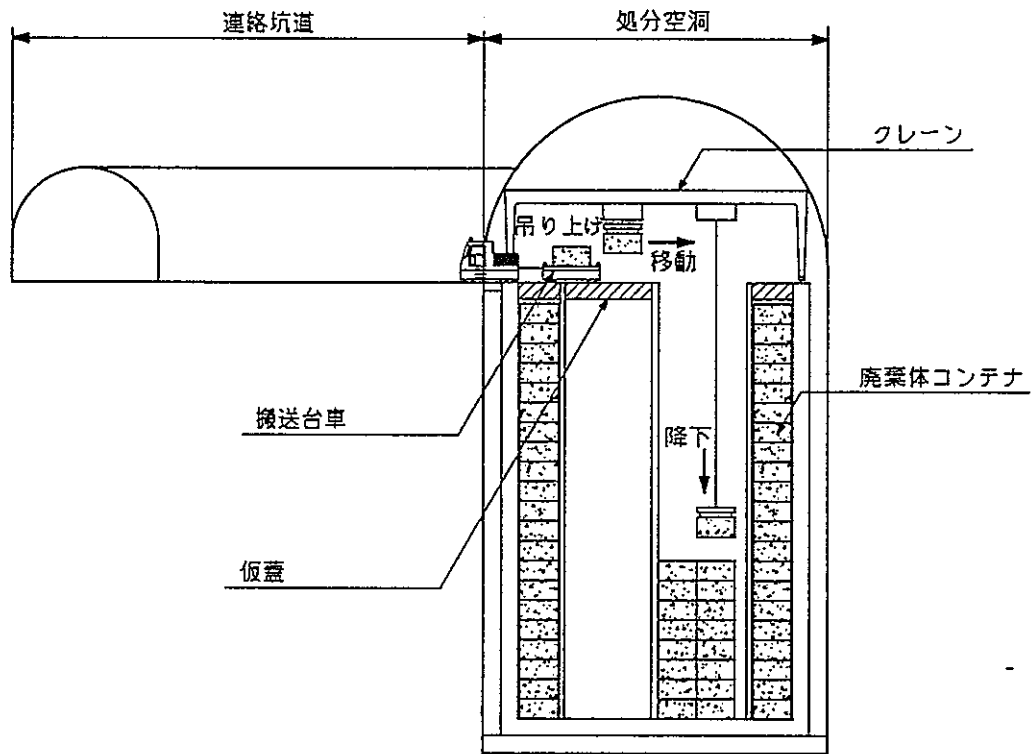 連絡坑道
処分空洞
クレーン
吊り上げ
移動
廃棄体コンテナ
搬送台車
降下
仮蓋